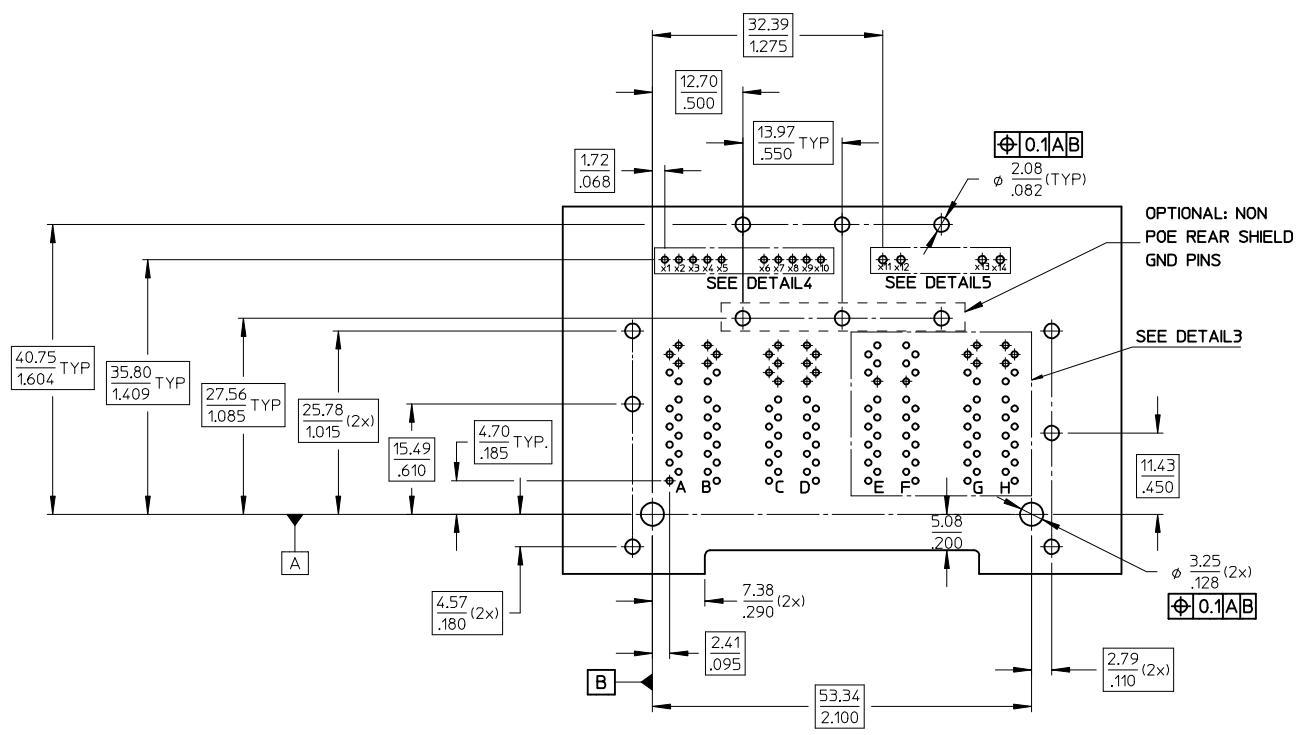 32.39
1.275
12.70
.500
13.97 TYP
.550
1.72
.068
⌖ 0.1 A B
ø 2.08 (TYP)
.082
OPTIONAL: NON
POE REAR SHIELD
GND PINS
x1 x2 x3 x4 x5 x6 x7 x8 x9 x10 x11 x12 x13 x14
SEE DETAIL4
SEE DETAIL5
SEE DETAIL3
40.75 TYP
1.604
35.80 TYP
1.409
27.56 TYP
1.085
25.78 (2x)
1.015
15.49
.610
4.70 TYP.
.185
A B C D E F G H
11.43
.450
5.08
.200
A
ø 3.25 (2x)
.128
⌖ 0.1 A B
4.57 (2x)
.180
7.38 (2x)
.290
2.41
.095
2.79 (2x)
.110
B
53.34
2.100